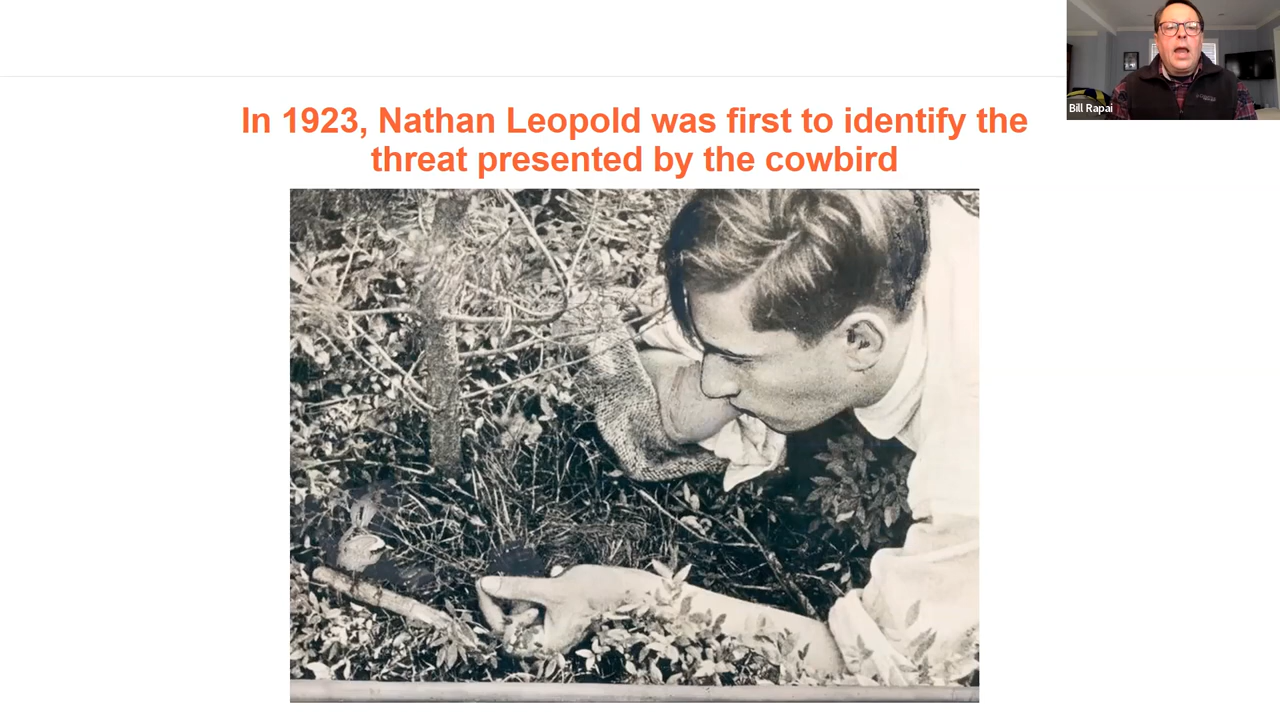 In 1923, Nathan Leopold was first to identify the
threat presented by the cowbird
Bill Rapai